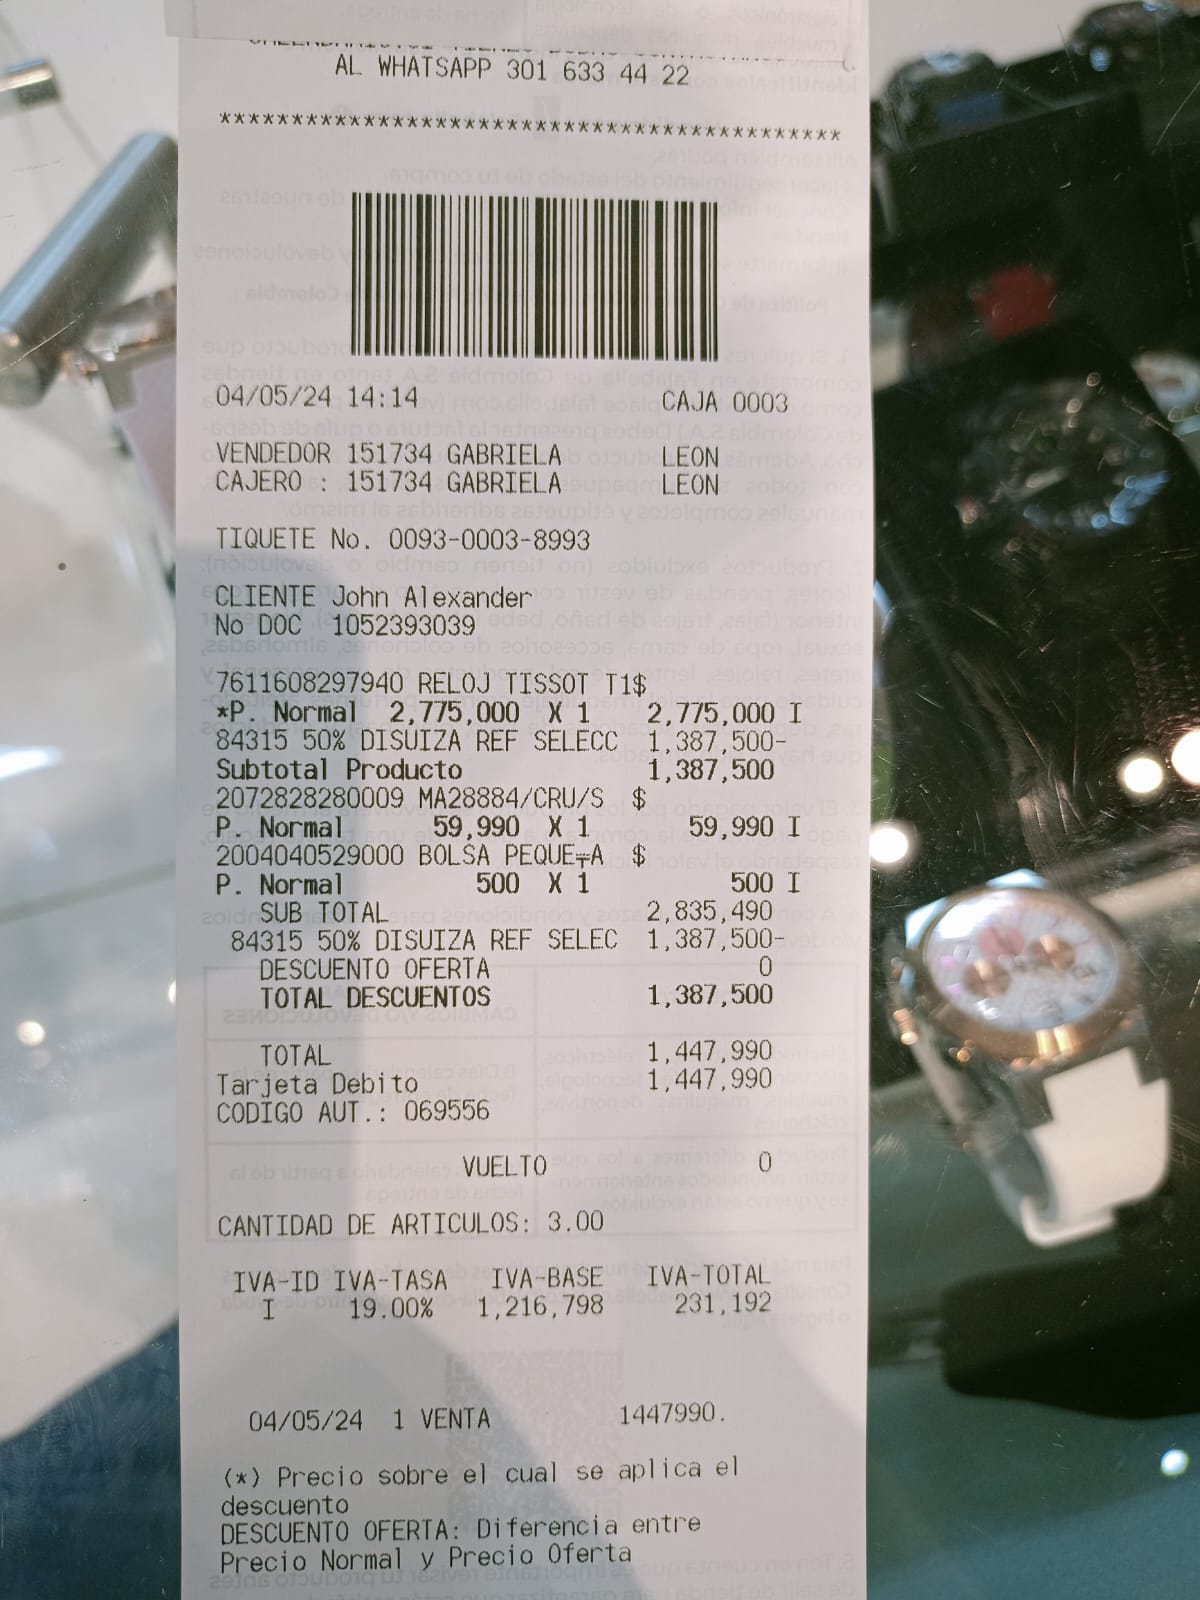 AL WHATSAPP 301 633 44 22
*******************************************
04/05/24 14:14 CAJA 0003
VENDEDOR 151734 GABRIELA LEON
CAJERO : 151734 GABRIELA LEON
TIQUETE No. 0093-0003-8993
CLIENTE John Alexander
No DOC 1052393039
7611608297940 RELOJ TISSOT T1$
*P. Normal 2,775,000 X 1 2,775,000 I
84315 50% DISUIZA REF SELECC 1,387,500-
Subtotal Producto 1,387,500
2072828280009 MA28884/CRU/S $
P. Normal 59,990 X 1 59,990 I
2004040529000 BOLSA PEQUE╤A $
P. Normal 500 X 1 500 I
SUB TOTAL 2,835,490
84315 50% DISUIZA REF SELEC 1,387,500-
DESCUENTO OFERTA 0
TOTAL DESCUENTOS 1,387,500
TOTAL 1,447,990
Tarjeta Debito 1,447,990
CODIGO AUT.: 069556
VUELTO 0
CANTIDAD DE ARTICULOS: 3.00
IVA-ID IVA-TASA IVA-BASE IVA-TOTAL
I 19.00% 1,216,798 231,192
04/05/24 1 VENTA 1447990.
(*) Precio sobre el cual se aplica el
descuento
DESCUENTO OFERTA: Diferencia entre
Precio Normal y Precio Oferta